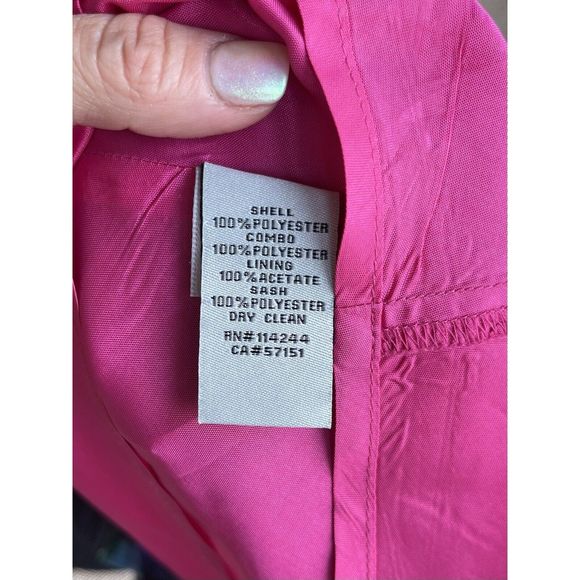 SHELL
100%POLYESTER
COMBO
100%POLYESTER
LINING
100%ACETATE
SASH
100%POLYESTER
DRY CLEAN
RN#114244
CA#57151